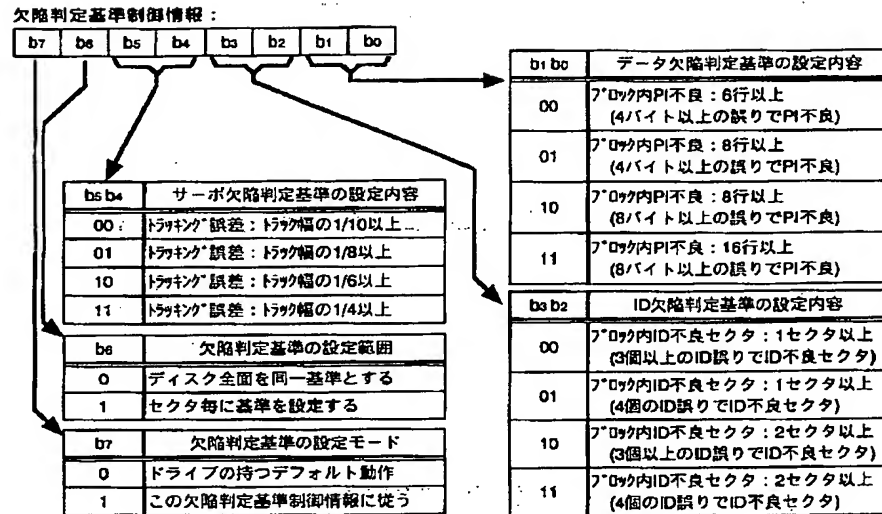 欠陥判定基準制御情報：
b7 b6 b5 b4 b3 b2 b1 b0
b1 b0 データ欠陥判定基準の設定内容
00 ブロック内PI不良：6行以上
(4バイト以上の誤りでPI不良)
01 ブロック内PI不良：8行以上
(4バイト以上の誤りでPI不良)
10 ブロック内PI不良：8行以上
(8バイト以上の誤りでPI不良)
11 ブロック内PI不良：16行以上
(8バイト以上の誤りでPI不良)
b5 b4 サーボ欠陥判定基準の設定内容
00 トラッキング誤差：トラック幅の1/10以上
01 トラッキング誤差：トラック幅の1/8以上
10 トラッキング誤差：トラック幅の1/6以上
11 トラッキング誤差：トラック幅の1/4以上
b3 b2 ID欠陥判定基準の設定内容
00 ブロック内ID不良セクタ：1セクタ以上
(3個以上のID誤りでID不良セクタ)
01 ブロック内ID不良セクタ：1セクタ以上
(4個のID誤りでID不良セクタ)
10 ブロック内ID不良セクタ：2セクタ以上
(3個以上のID誤りでID不良セクタ)
11 ブロック内ID不良セクタ：2セクタ以上
(4個のID誤りでID不良セクタ)
b6 欠陥判定基準の設定範囲
0 ディスク全面を同一基準とする
1 セクタ毎に基準を設定する
b7 欠陥判定基準の設定モード
0 ドライブの持つデフォルト動作
1 この欠陥判定基準制御情報に従う